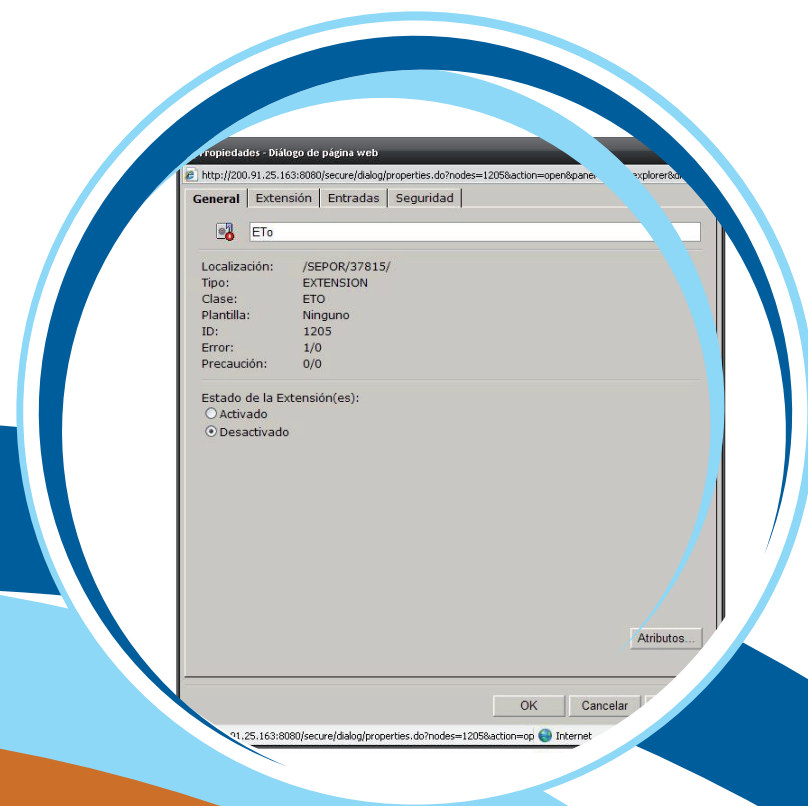 Propiedades - Diálogo de página web
http://200.91.25.163:8080/secure/dialog/properties.do?nodes=1205&action=open&pane
General Extensión Entradas Seguridad
ETo
Localización: /SEPOR/37815/
Tipo: EXTENSION
Clase: ETO
Plantilla: Ninguno
ID: 1205
Error: 1/0
Precaución: 0/0
Estado de la Extensión(es):
Activado
Desactivado
Atributos...
OK Cancelar
91.25.163:8080/secure/dialog/properties.do?nodes=1205&action=op Internet